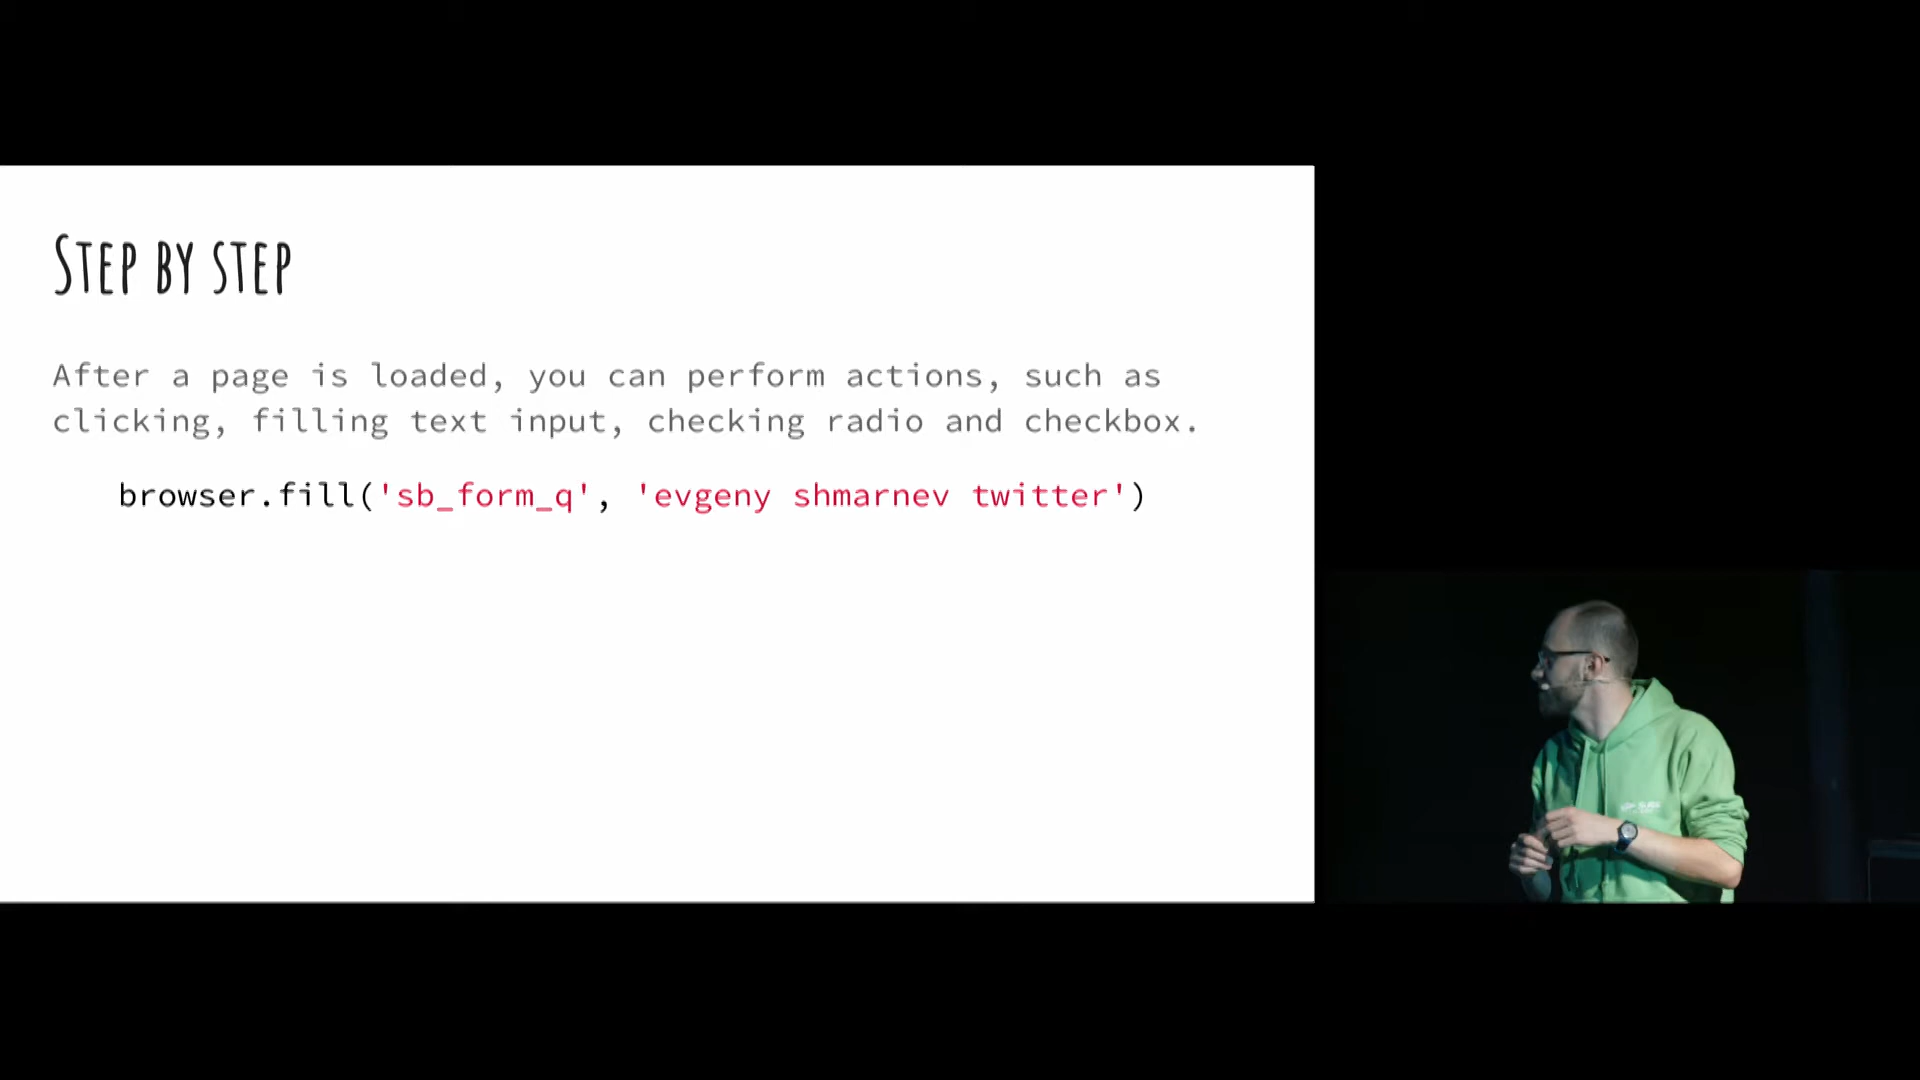 STEP BY STEP
After a page is loaded, you can perform actions, such as
clicking, filling text input, checking radio and checkbox.
browser.fill('sb_form_q', 'evgeny shmarnev twitter')